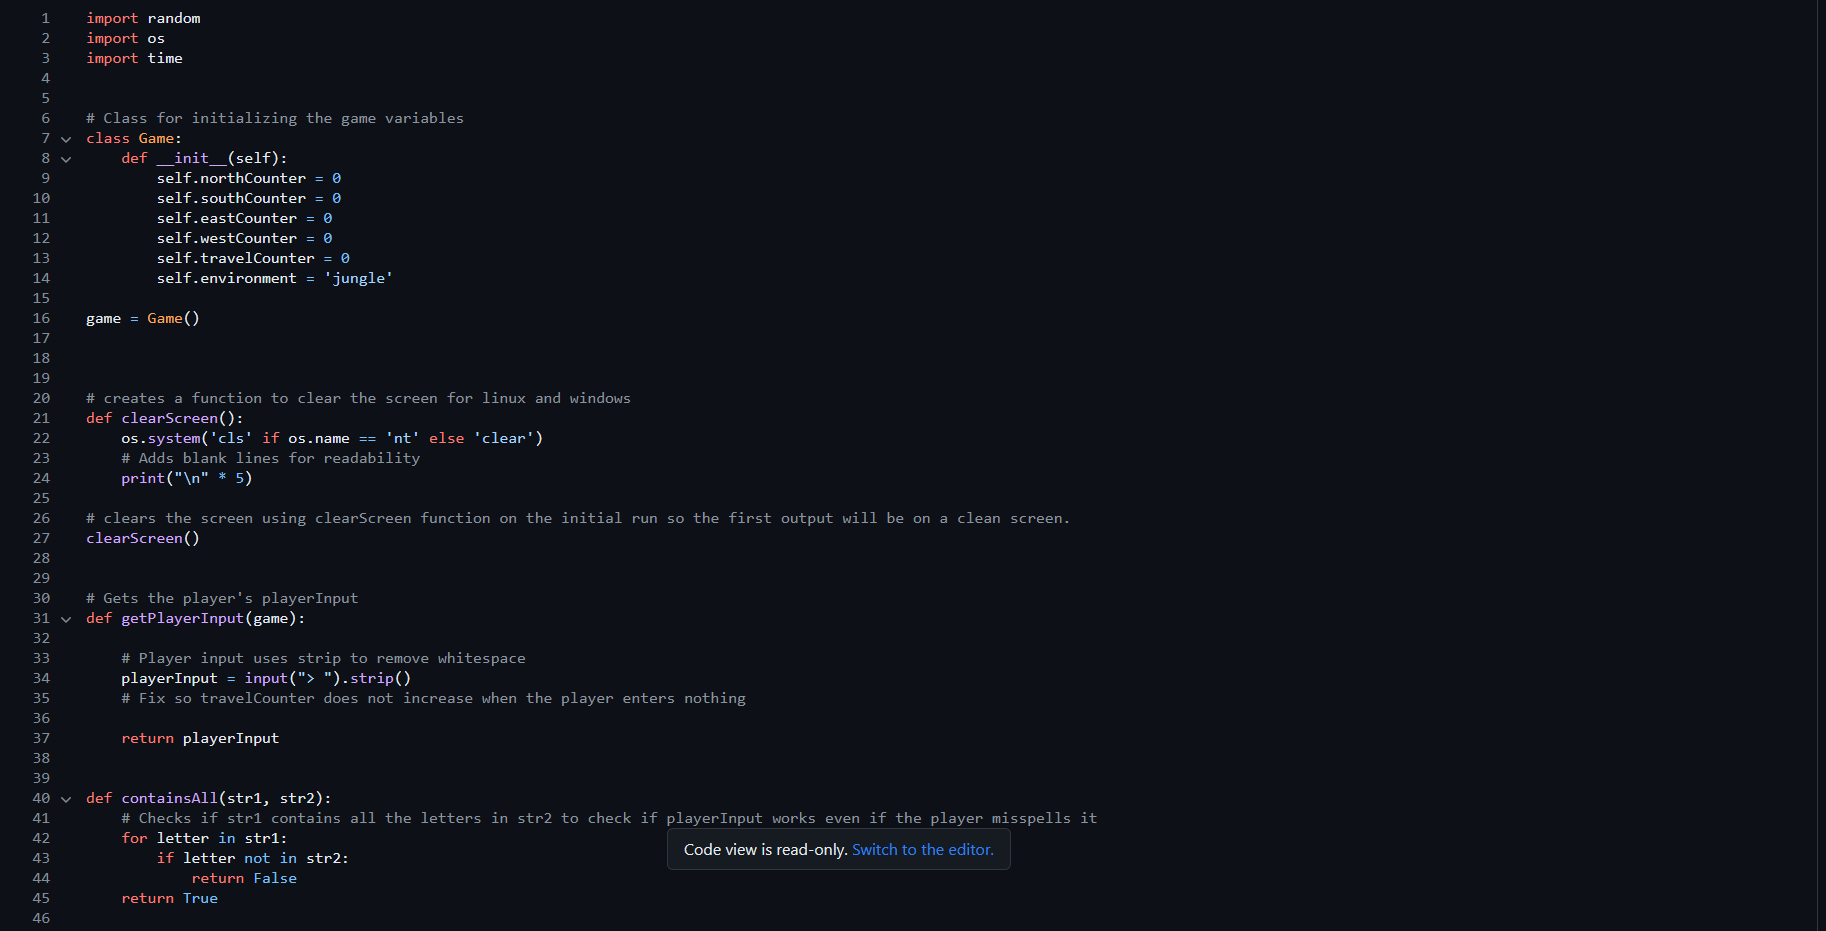 1 import random
2 import os
3 import time
4
5
6 # Class for initializing the game variables
7 class Game:
8     def __init__(self):
9         self.northCounter = 0
10         self.southCounter = 0
11         self.eastCounter = 0
12         self.westCounter = 0
13         self.travelCounter = 0
14         self.environment = 'jungle'
15
16 game = Game()
17
18
19
20 # creates a function to clear the screen for linux and windows
21 def clearScreen():
22     os.system('cls' if os.name == 'nt' else 'clear')
23     # Adds blank lines for readability
24     print("\n" * 5)
25
26 # clears the screen using clearScreen function on the initial run so the first output will be on a clean screen.
27 clearScreen()
28
29
30 # Gets the player's playerInput
31 def getPlayerInput(game):
32
33     # Player input uses strip to remove whitespace
34     playerInput = input("> ").strip()
35     # Fix so travelCounter does not increase when the player enters nothing
36
37     return playerInput
38
39
40 def containsAll(str1, str2):
41     # Checks if str1 contains all the letters in str2 to check if playerInput works even if the player misspells it
42     for letter in str1:
43         if letter not in str2:
Code view is read-only. Switch to the editor.
44             return False
45     return True
46